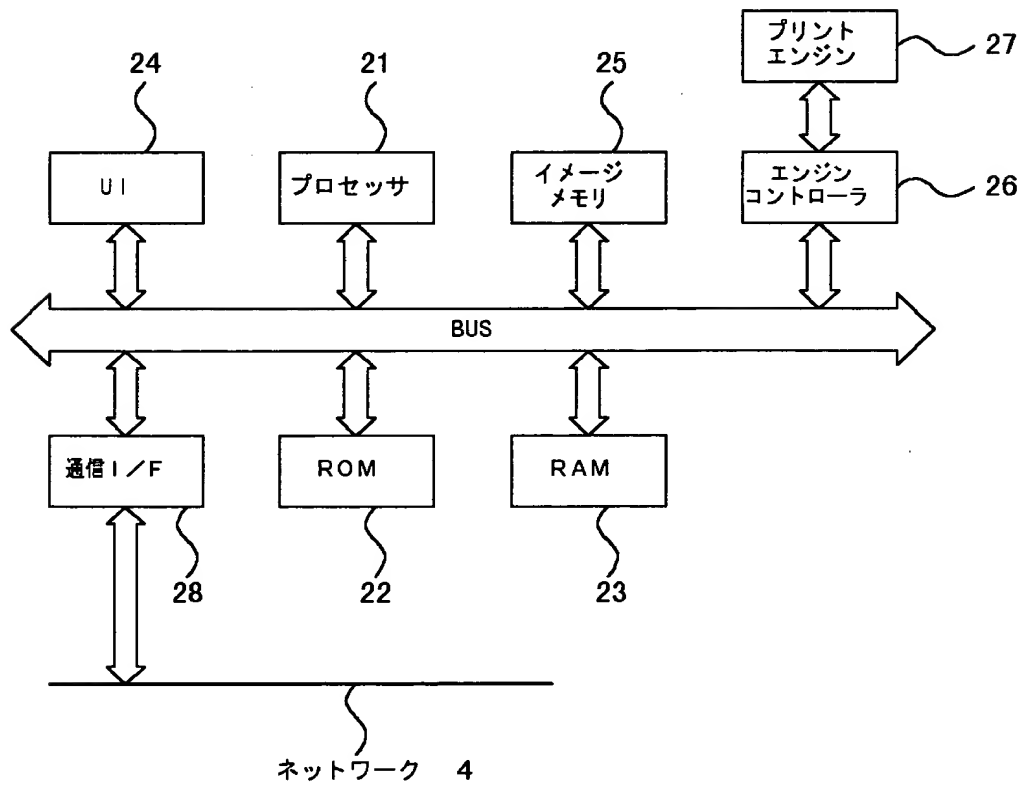 プリント
エンジン
27
24
21
25
UI
プロセッサ
イメージ
メモリ
エンジン
コントローラ
26
BUS
通信I/F
ROM
RAM
28
22
23
ネットワーク 4